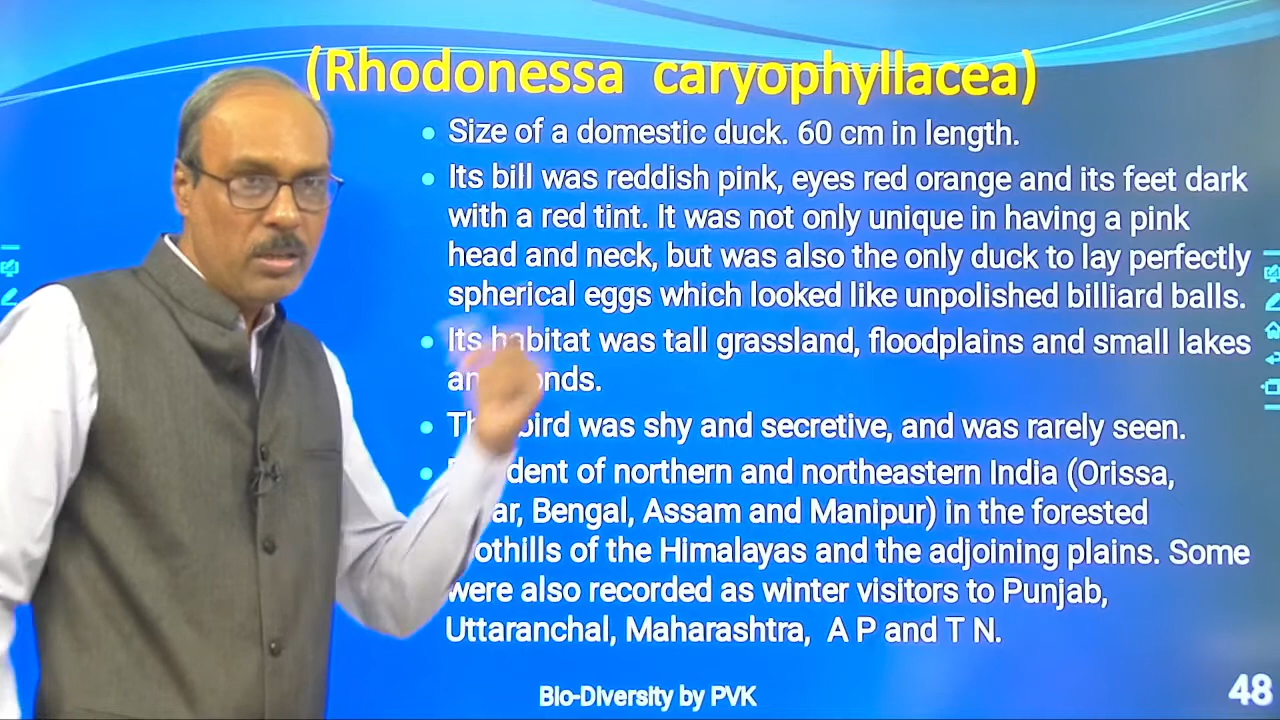 (Rhodonessa caryophyllacea)
• Size of a domestic duck. 60 cm in length.
• Its bill was reddish pink, eyes red orange and its feet dark
with a red tint. It was not only unique in having a pink
head and neck, but was also the only duck to lay perfectly
spherical eggs which looked like unpolished billiard balls.
• Its habitat was tall grassland, floodplains and small lakes
• bird was shy and secretive, and was rarely seen.
• of northern and northeastern India (Orissa,
Bengal, Assam and Manipur) in the forested
of the Himalayas and the adjoining plains. Some
were also recorded as winter visitors to Punjab,
Uttaranchal, Maharashtra, A P and T N.
Bio-Diversity by PVK
48